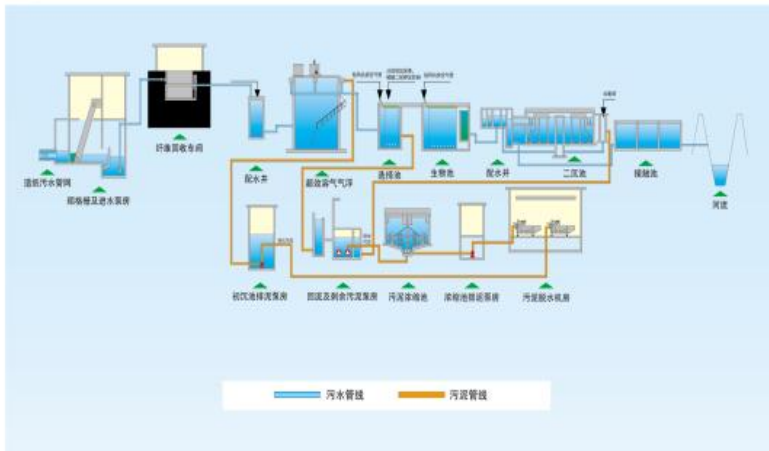 纤维回收车间
配水井
超效溶气气浮
选择池
生物池
配水井
二沉池
接触池
河流
造纸污水管网
粗格栅及进水泵房
初沉池排泥泵房
回流及剩余污泥泵房
污泥浓缩池
浓缩池排泥泵房
污泥脱水机房
污水管线
污泥管线